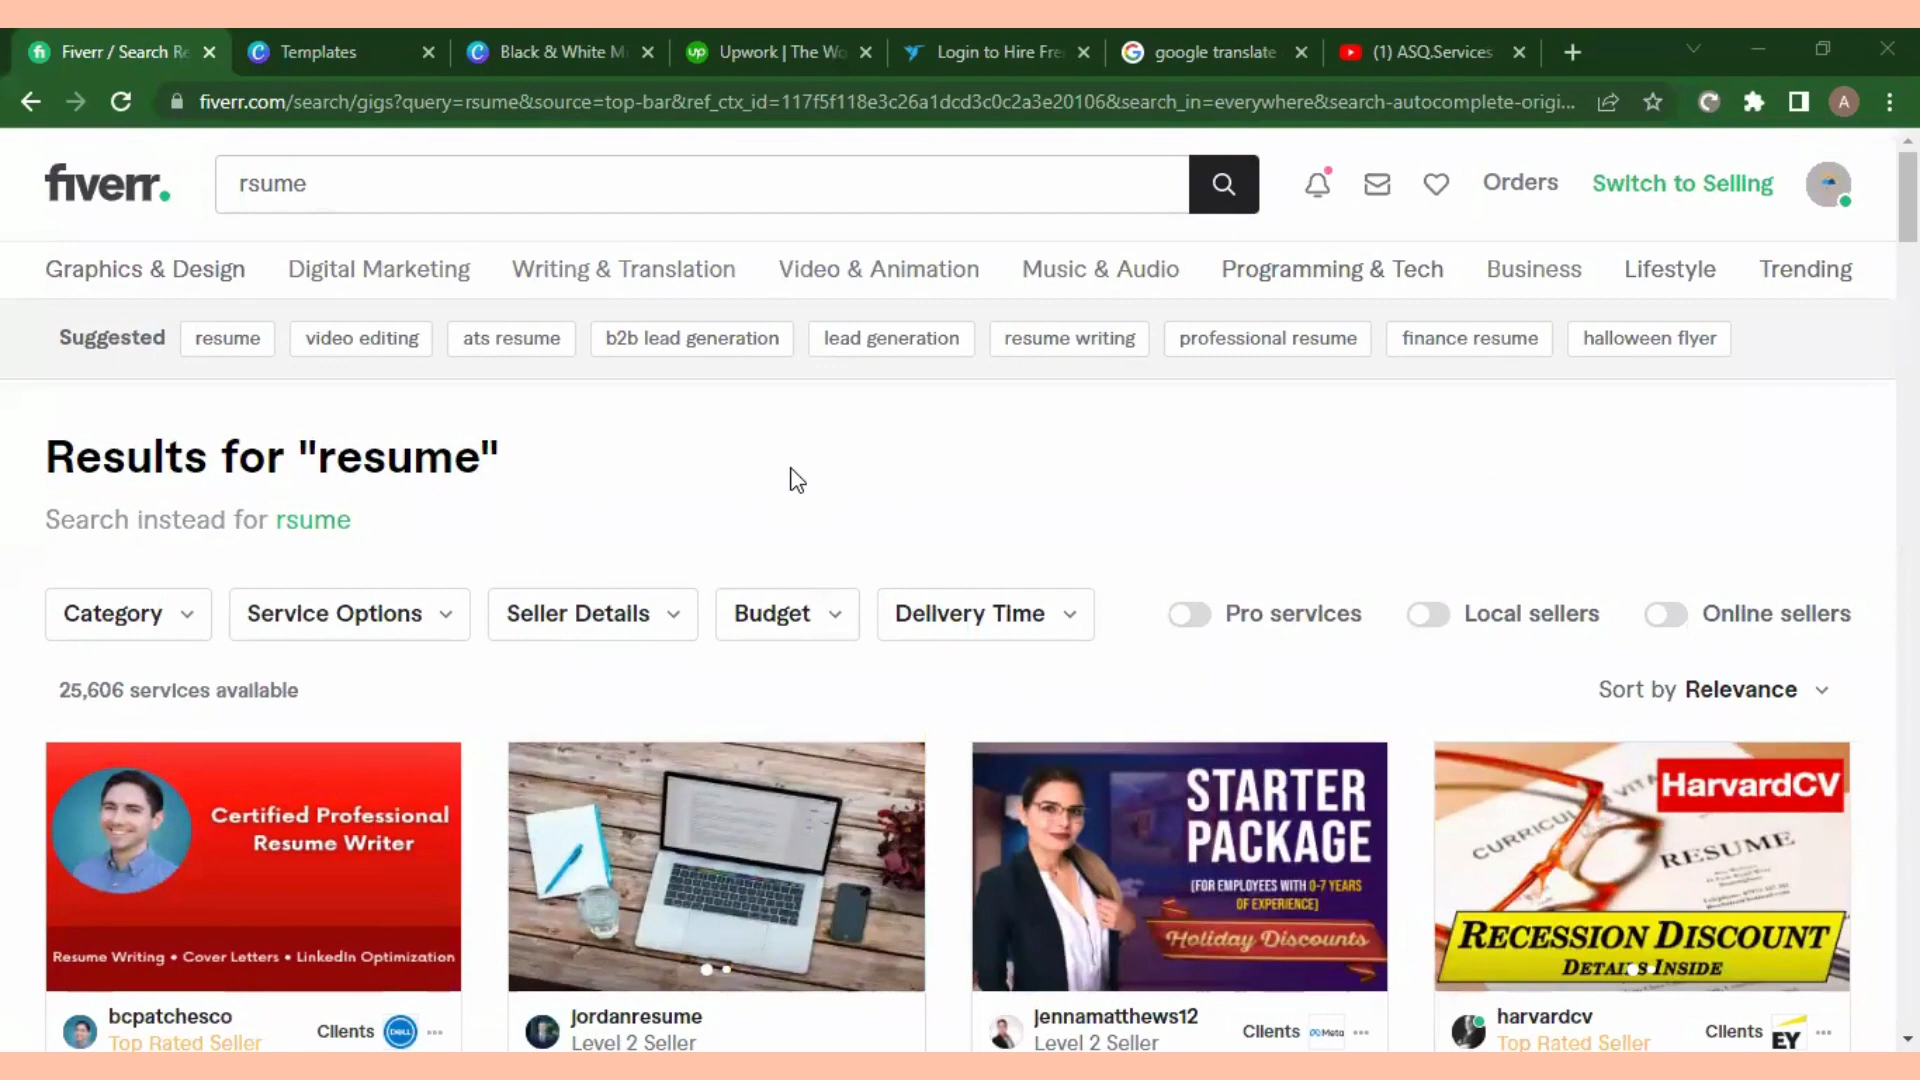 Fiverr / Search Re
Templates
Black & White Mi
Upwork | The Wo
Login to Hire Fre
google translate
(1) ASQ.Services
fiverr.com/search/gigs?query=rsume&source=top-bar&ref_ctx_id=117f5f118e3c26a1dcd3c0c2a3e20106&search_in=everywhere&search-autocomplete-origi...
A
fiverr.
rsume
Orders
Switch to Selling
Graphics & Design
Digital Marketing
Writing & Translation
Video & Animation
Music & Audio
Programming & Tech
Business
Lifestyle
Trending
Suggested
resume
video editing
ats resume
b2b lead generation
lead generation
resume writing
professional resume
finance resume
halloween flyer
Results for "resume"
Search instead for rsume
Category
Service Options
Seller Details
Budget
Delivery Time
Pro services
Local sellers
Online sellers
25,606 services available
Sort by Relevance
Certified Professional
Resume Writer
Resume Writing • Cover Letters • LinkedIn Optimization
STARTER
PACKAGE
[FOR EMPLOYEES WITH 0-7 YEARS
OF EXPERIENCE]
Holiday Discounts
HarvardCV
RESUME
RECESSION DISCOUNT
DETAILS INSIDE
bcpatchesco
Top Rated Seller
Clients
DELL
jordanresume
Level 2 Seller
jennamatthews12
Level 2 Seller
Clients
Meta
harvardcv
Top Rated Seller
Clients
EY